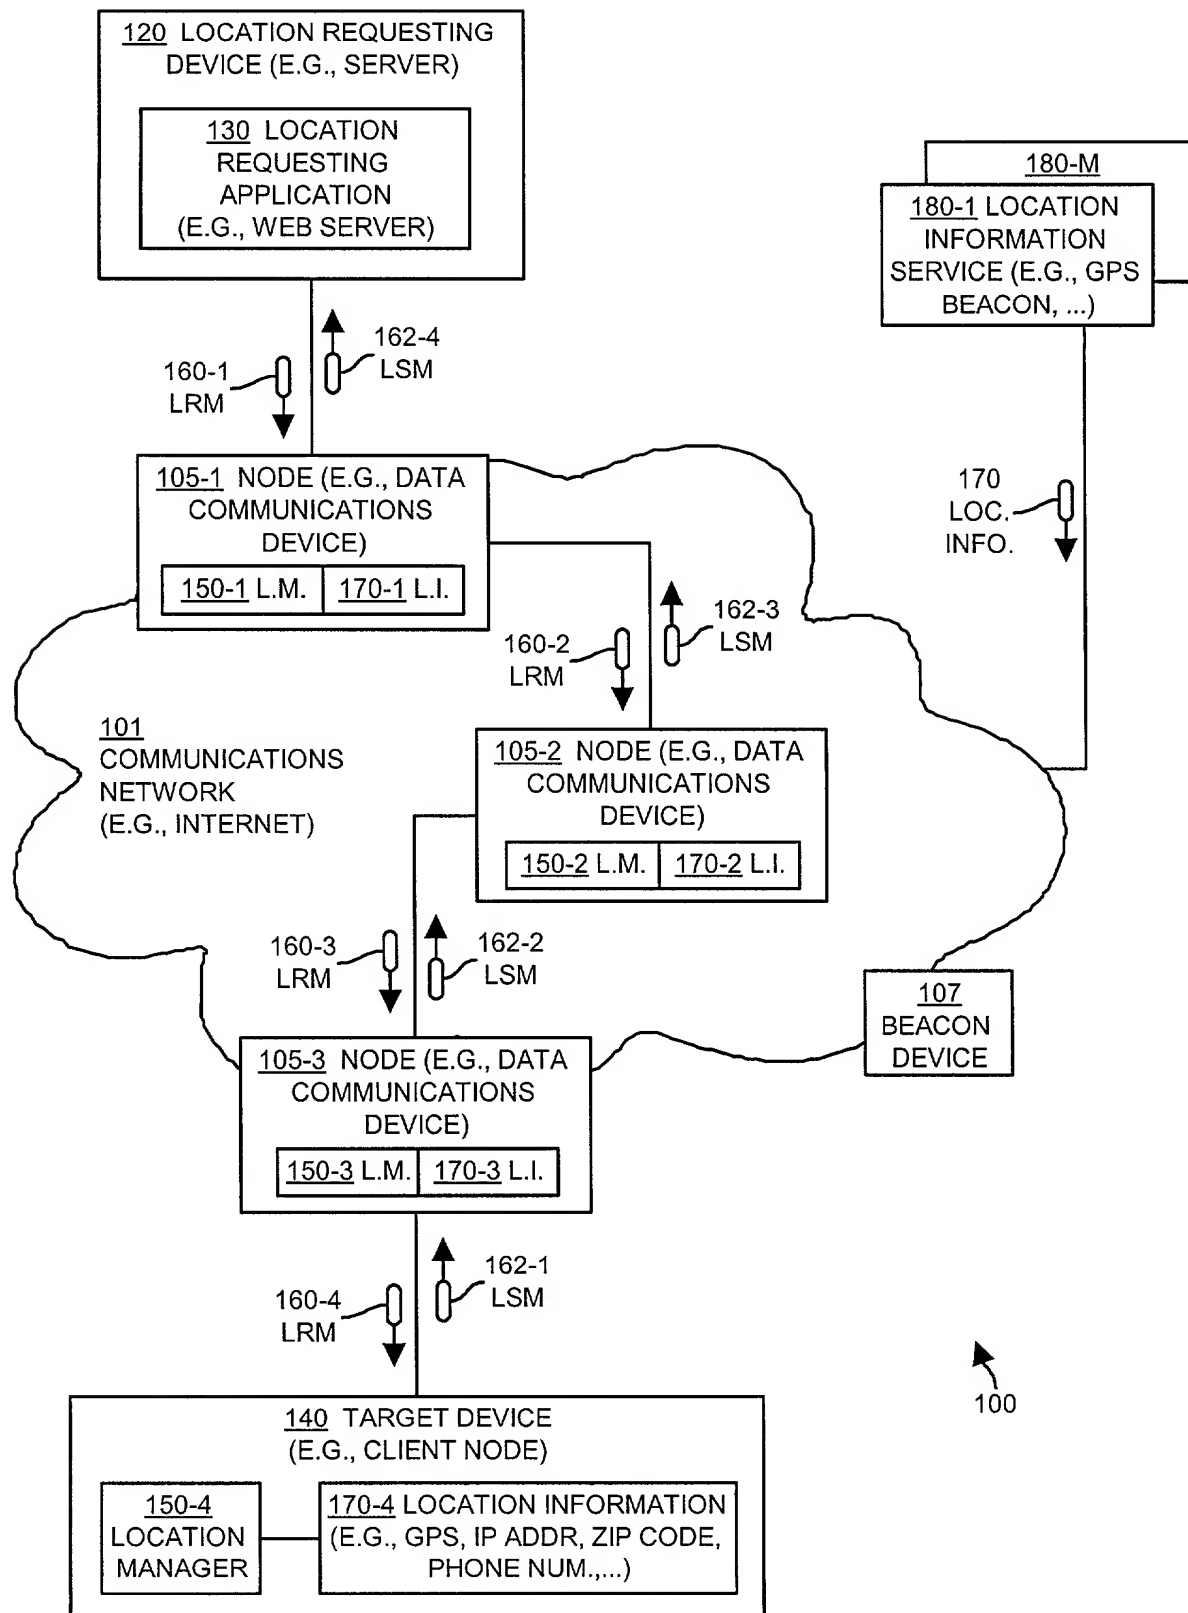 120 LOCATION REQUESTING
DEVICE (E.G., SERVER)
130 LOCATION
REQUESTING
APPLICATION
(E.G., WEB SERVER)
180-M
180-1 LOCATION
INFORMATION
SERVICE (E.G., GPS
BEACON, ...)
160-1
LRM
162-4
LSM
105-1 NODE (E.G., DATA
COMMUNICATIONS
DEVICE)
150-1 L.M.
170-1 L.I.
170
LOC.
INFO.
160-2
LRM
162-3
LSM
101
COMMUNICATIONS
NETWORK
(E.G., INTERNET)
105-2 NODE (E.G., DATA
COMMUNICATIONS
DEVICE)
150-2 L.M.
170-2 L.I.
160-3
LRM
162-2
LSM
107
BEACON
DEVICE
105-3 NODE (E.G., DATA
COMMUNICATIONS
DEVICE)
150-3 L.M.
170-3 L.I.
160-4
LRM
162-1
LSM
100
140 TARGET DEVICE
(E.G., CLIENT NODE)
150-4
LOCATION
MANAGER
170-4 LOCATION INFORMATION
(E.G., GPS, IP ADDR, ZIP CODE,
PHONE NUM.,...)